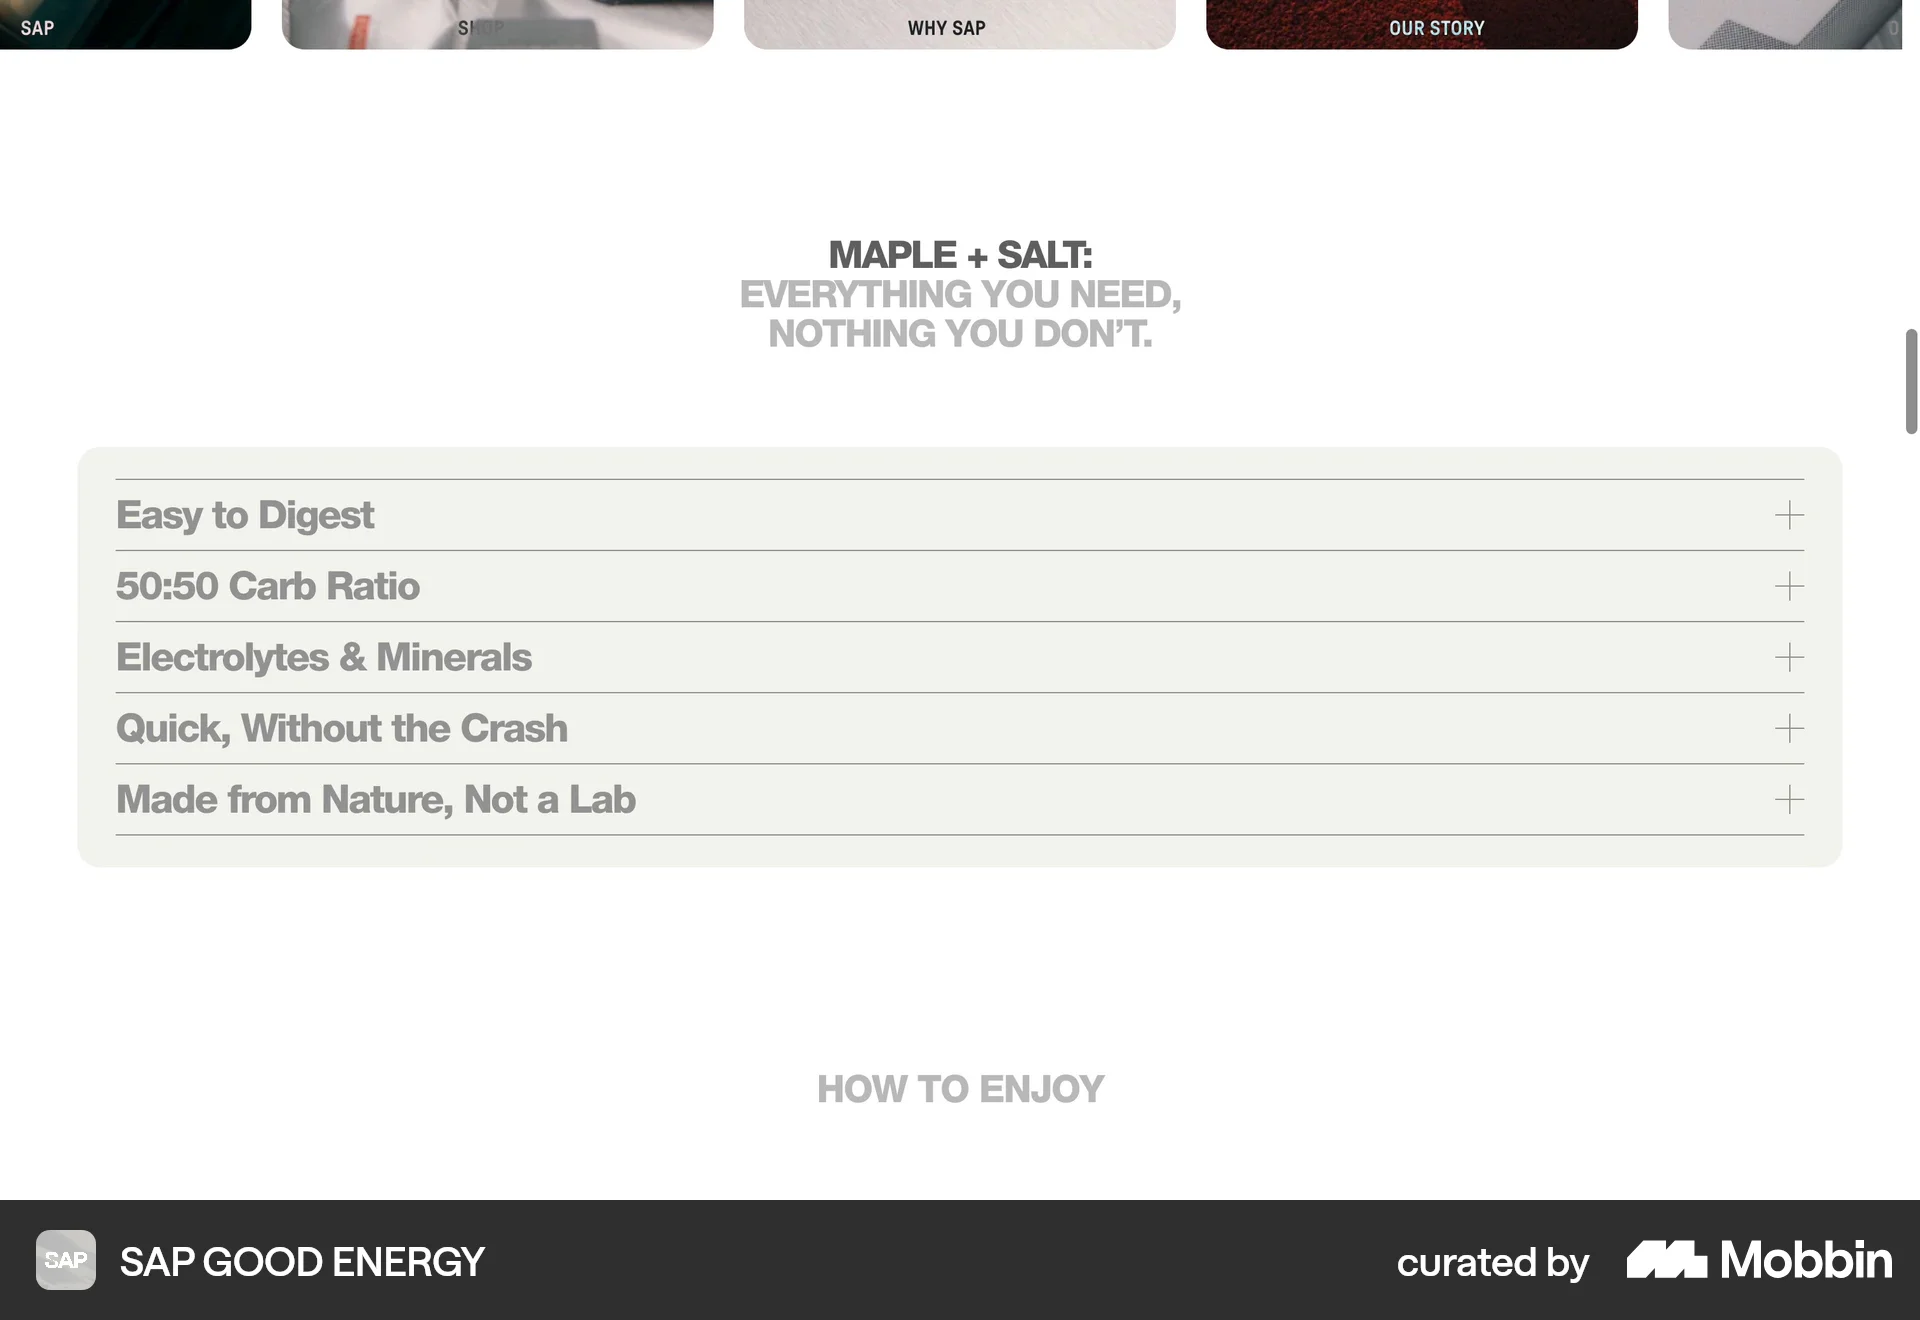 SAP
SHOP
WHY SAP
OUR STORY
MAPLE + SALT:
EVERYTHING YOU NEED,
NOTHING YOU DON’T.
Easy to Digest
50:50 Carb Ratio
Electrolytes & Minerals
Quick, Without the Crash
Made from Nature, Not a Lab
HOW TO ENJOY
SAP
SAP GOOD ENERGY
curated by
Mobbin